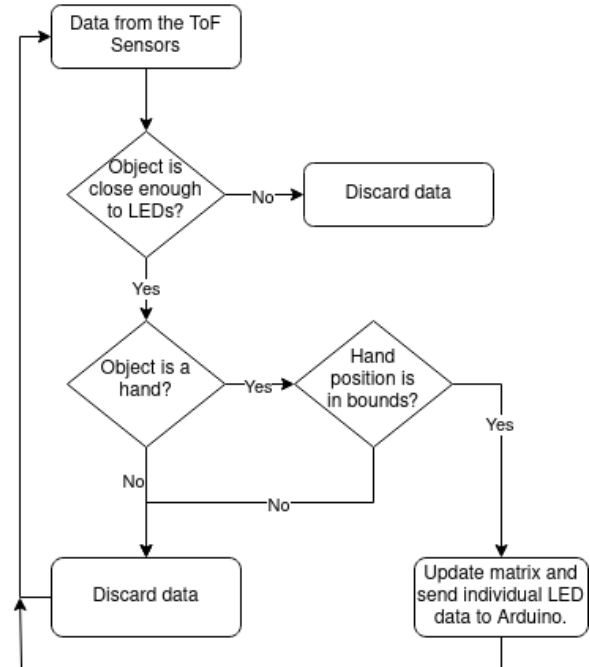 Data from the ToF
Sensors
Object is
close enough
to LEDs?
No
Discard data
Yes
Object is a
hand?
Yes
Hand
position is
in bounds?
Yes
No
No
Discard data
Update matrix and
send individual LED
data to Arduino.